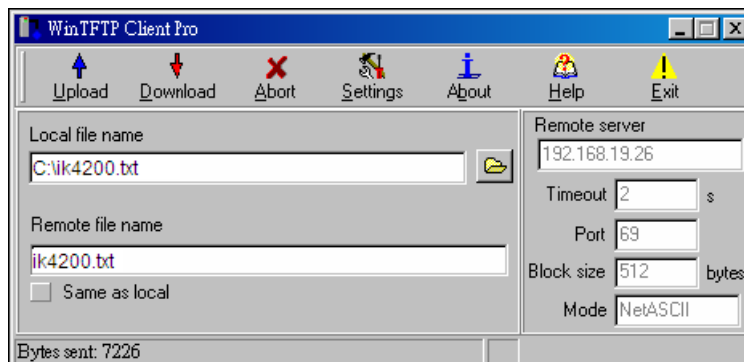 WinTFTP Client Pro
Upload Download Abort Settings About Help Exit
Local file name
C:\ik4200.txt
Remote file name
ik4200.txt
Same as local
Remote server
192.168.19.26
Timeout 2 s
Port 69
Block size 512 bytes
Mode NetASCII
Bytes sent: 7226